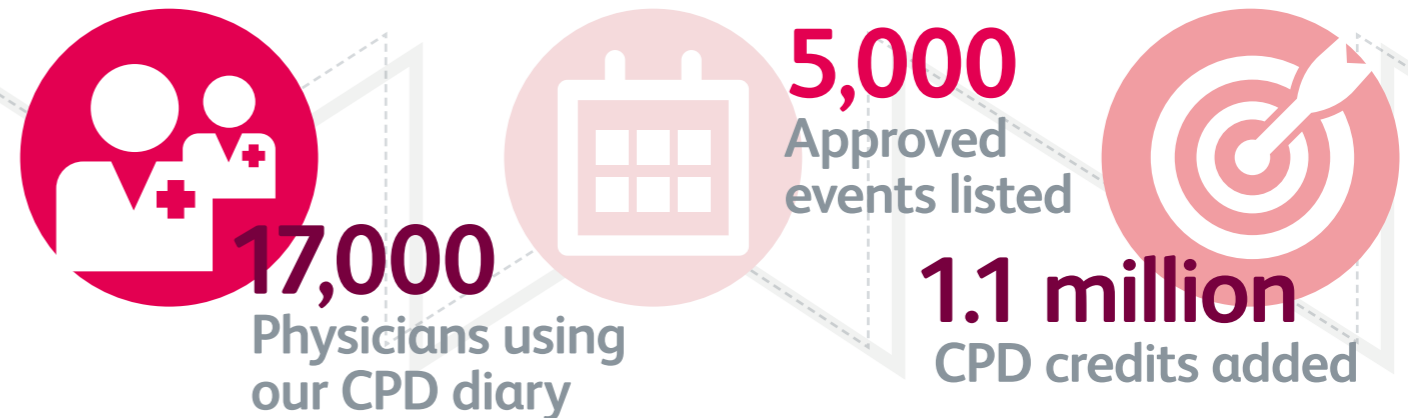 17,000
Physicians using
our CPD diary
5,000
Approved
events listed
1.1 million
CPD credits added